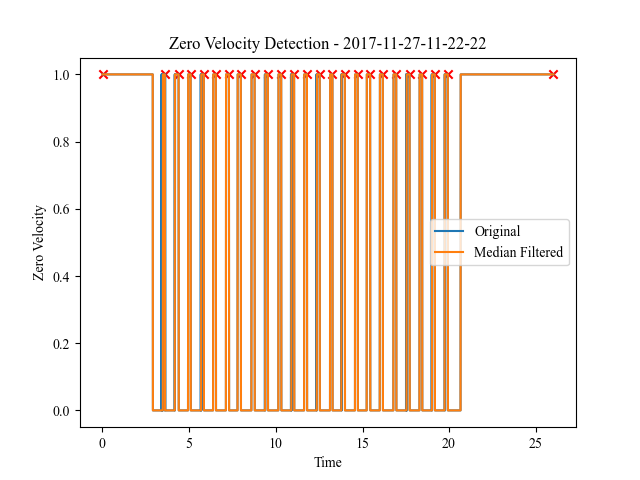 Zero Velocity Detection - 2017-11-27-11-22-22
1.0
0.8
0.6
0.4
0.2
0.0
Zero Velocity
Original
Median Filtered
0 5 10 15 20 25
Time